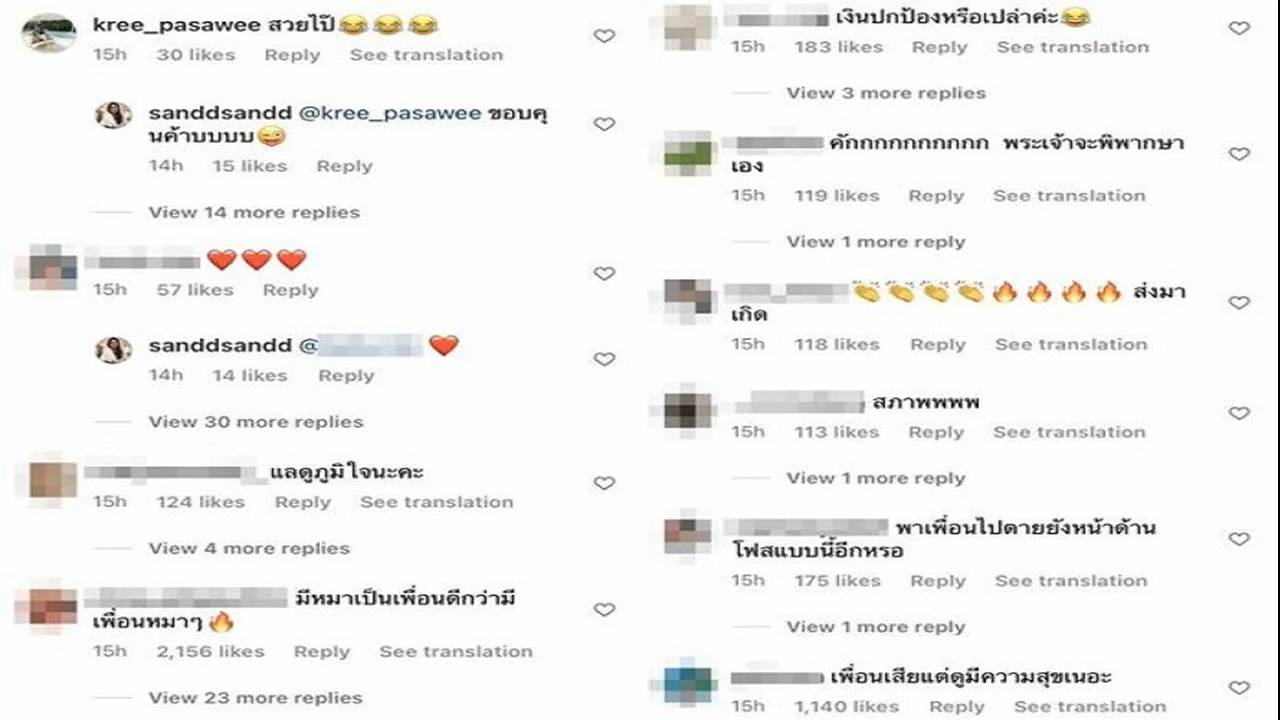 kree_pasawee สวยไป๊😂😂😂
15h 30 likes Reply See translation
sanddsandd @kree_pasawee ขอบคุ
นค้าบบบบ😜
14h 15 likes Reply
View 14 more replies
❤️❤️❤️
15h 57 likes Reply
sanddsandd @ ❤️
14h 14 likes Reply
View 30 more replies
แลดูภูมิใจนะคะ
15h 124 likes Reply See translation
View 4 more replies
มีหมาเป็นเพื่อนดีกว่ามี
เพื่อนหมาๆ🔥
15h 2,156 likes Reply See translation
View 23 more replies
เงินปกป้องหรือเปล่าค่ะ😂
15h 183 likes Reply See translation
View 3 more replies
คักกกกกกกกกกก พระเจ้าจะพิพากษา
เอง
15h 119 likes Reply See translation
View 1 more reply
👏👏👏👏🔥🔥🔥🔥 ส่งมา
เกิด
15h 118 likes Reply See translation
สภาพพพพ
15h 113 likes Reply See translation
View 1 more reply
พาเพื่อนไปตายยังหน้าด้าน
โฟสแบบนี้อีกหรอ
15h 175 likes Reply See translation
View 1 more reply
เพื่อนเสียแต่ดูมีความสุขเนอะ
15h 1,140 likes Reply See translation